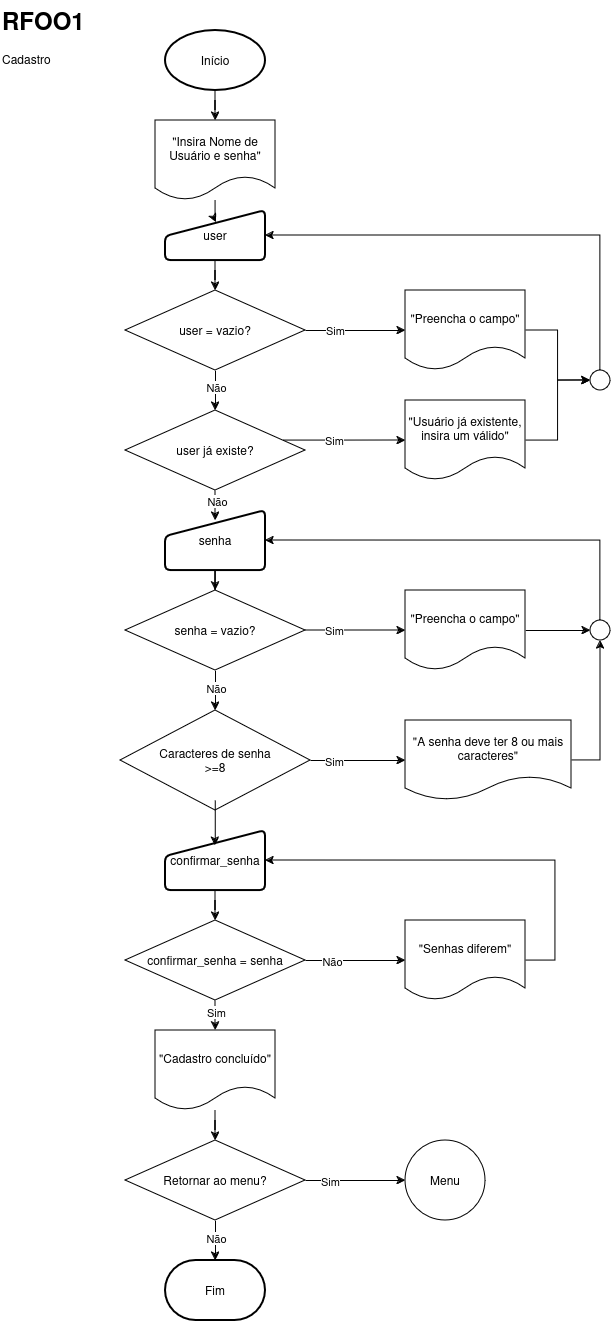 RFOO1
Cadastro
Início
"Insira Nome de
Usuário e senha"
user
user = vazio?
Sim
"Preencha o campo"
Não
user já existe?
Sim
"Usuário já existente,
insira um válido"
Não
senha
senha = vazio?
Sim
"Preencha o campo"
Não
Caracteres de senha
>=8
Sim
"A senha deve ter 8 ou mais
caracteres"
confirmar_senha
confirmar_senha = senha
Não
"Senhas diferem"
Sim
"Cadastro concluído"
Retornar ao menu?
Sim
Menu
Não
Fim